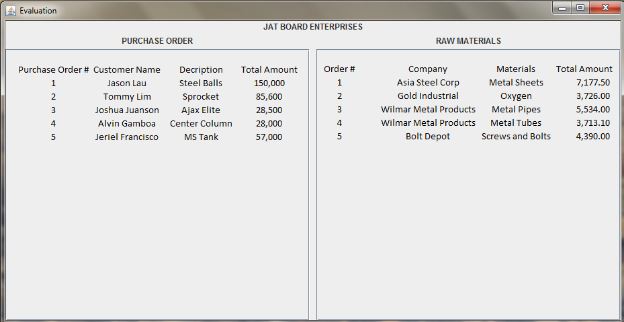 Evaluation
JAT BOARD ENTERPRISES
PURCHASE ORDER
Purchase Order # Customer Name Decription Total Amount
1 Jason Lau Steel Balls 150,000
2 Tommy Lim Sprocket 85,600
3 Joshua Juanson Ajax Elite 28,500
4 Alvin Gamboa Center Column 28,000
5 Jeriel Francisco MS Tank 57,000
RAW MATERIALS
Order # Company Materials Total Amount
1 Asia Steel Corp Metal Sheets 7,177.50
2 Gold Industrial Oxygen 3,726.00
3 Wilmar Metal Products Metal Pipes 5,534.00
4 Wilmar Metal Products Metal Tubes 3,713.10
5 Bolt Depot Screws and Bolts 4,390.00